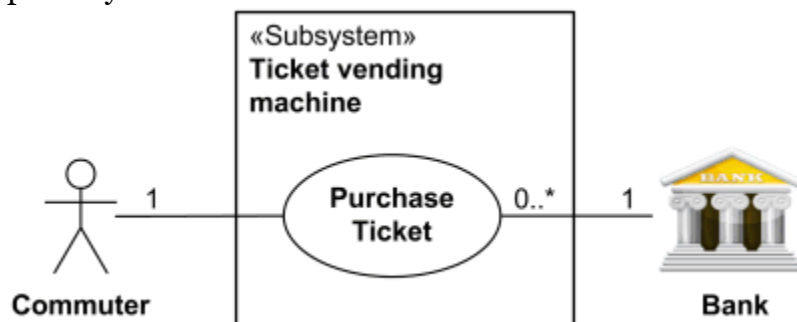 «Subsystem»
Ticket vending
machine
1
Purchase
Ticket
0..*
1
BANK
Commuter
Bank